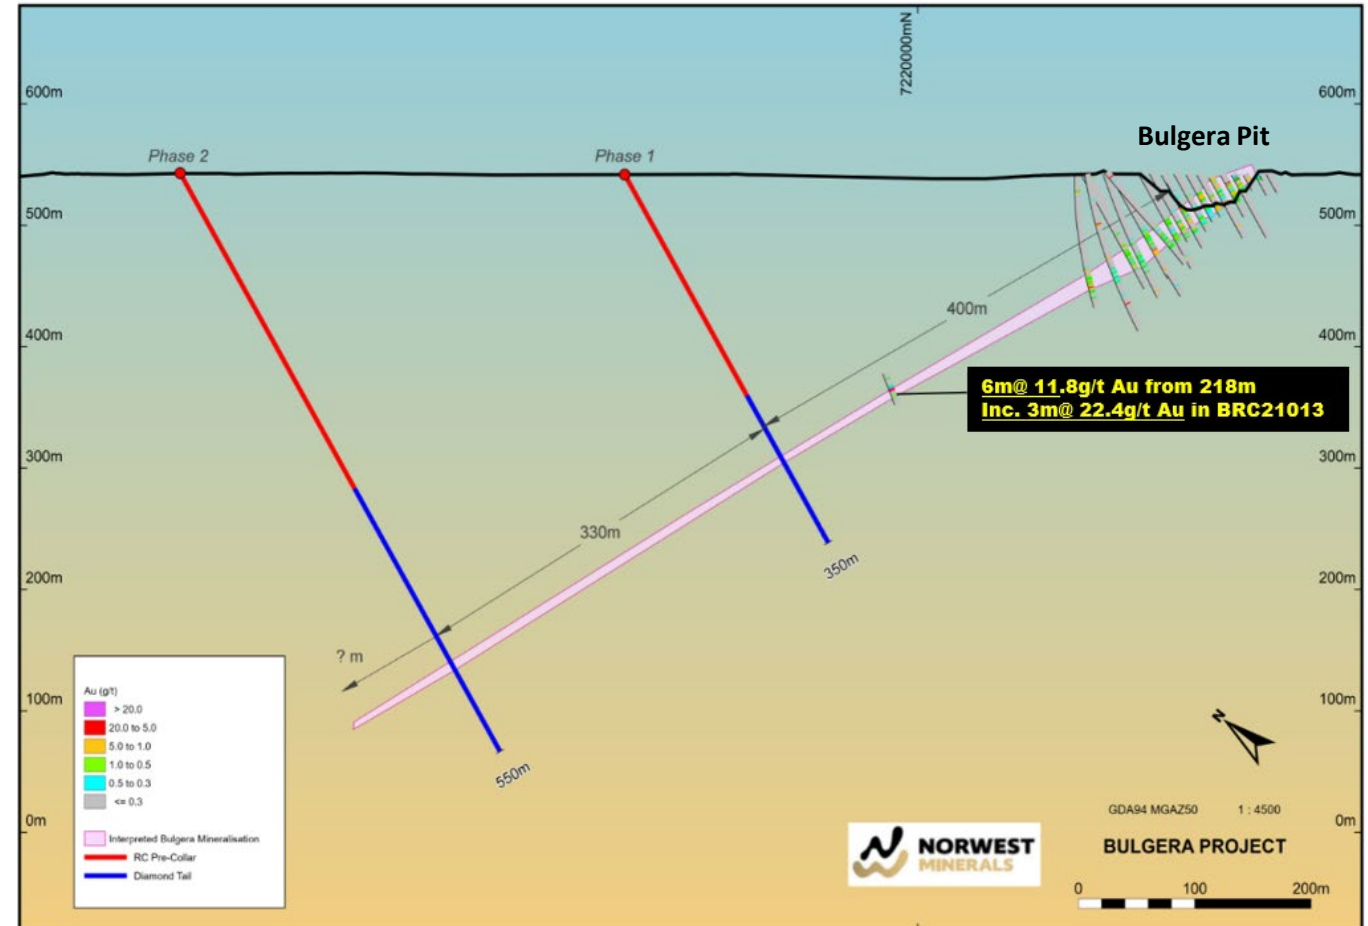 7220000mN
600m
600m
Bulgera Pit
Phase 2
Phase 1
500m
500m
400m
400m
400m
6m@ 11.8g/t Au from 218m
Inc. 3m@ 22.4g/t Au in BRC21013
300m
300m
330m
350m
200m
200m
? m
550m
100m
100m
Au (g/t)
> 20.0
20.0 to 5.0
5.0 to 1.0
1.0 to 0.5
0.5 to 0.3
<= 0.3
Interpreted Bulgera Mineralisation
RC Pre-Collar
Diamond Tail
N
0m
0m
GDA94 MGAZ50 1 : 4500
BULGERA PROJECT
NORWEST
MINERALS
0 100 200m